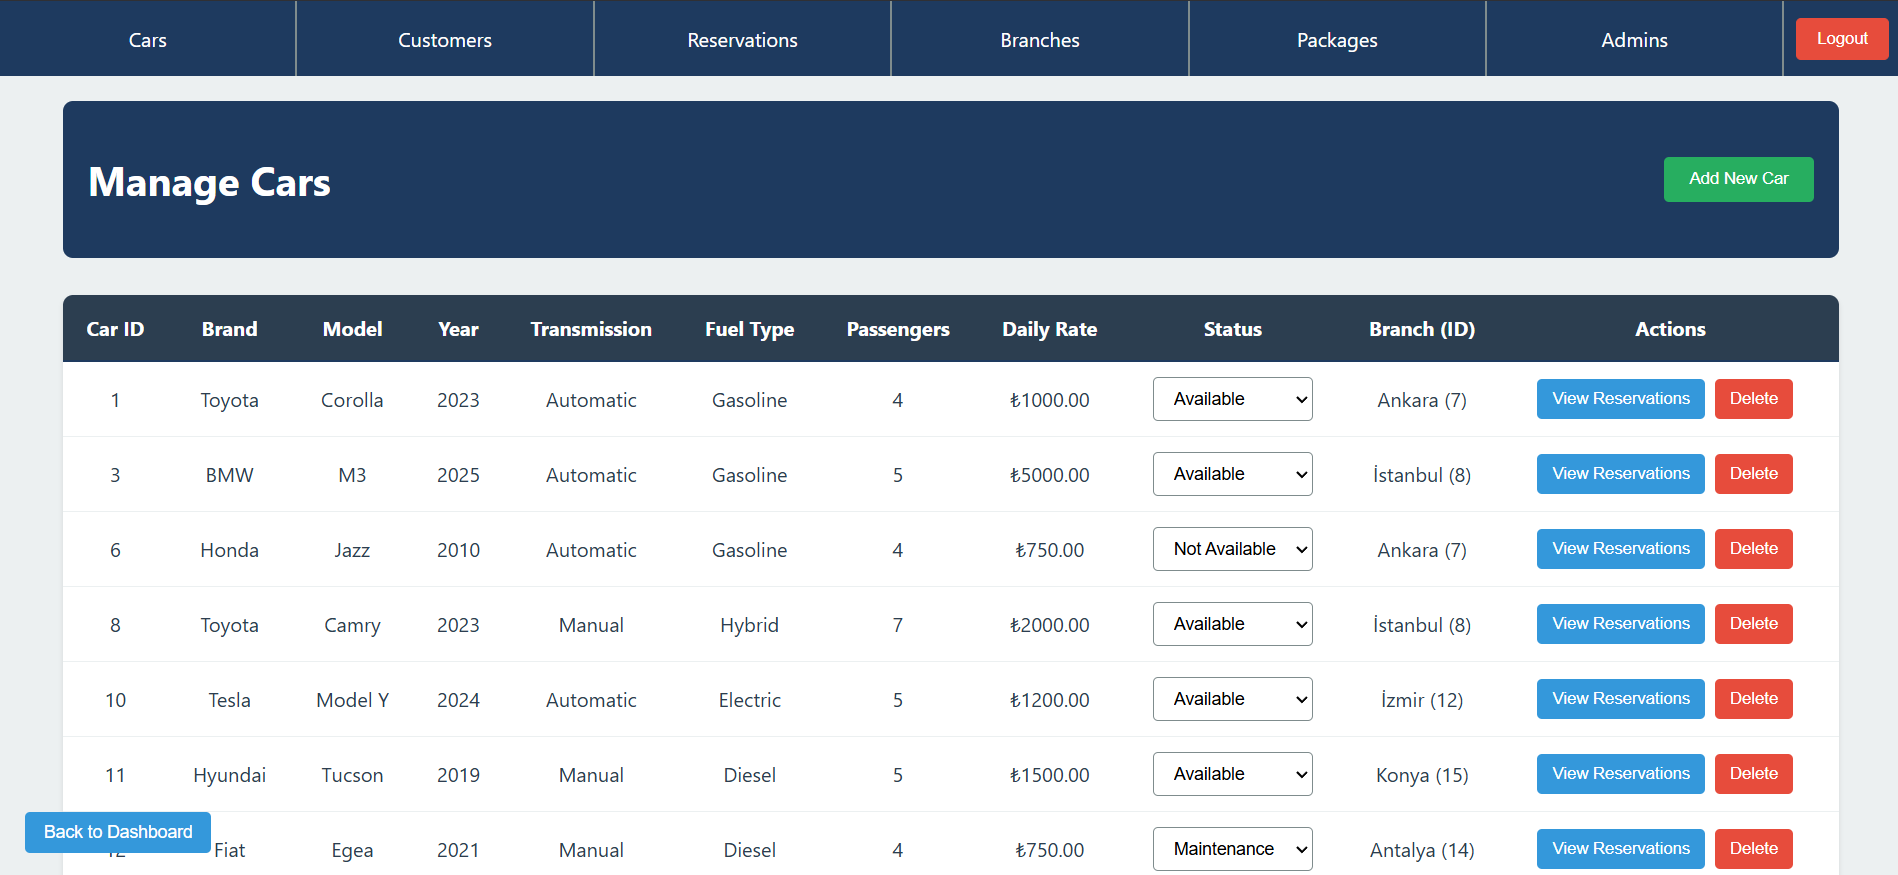 Cars Customers Reservations Branches Packages Admins Logout
Manage Cars Add New Car
Car ID Brand Model Year Transmission Fuel Type Passengers Daily Rate Status Branch (ID) Actions
1 Toyota Corolla 2023 Automatic Gasoline 4 ₺1000.00 Available Ankara (7) View Reservations Delete
3 BMW M3 2025 Automatic Gasoline 5 ₺5000.00 Available İstanbul (8) View Reservations Delete
6 Honda Jazz 2010 Automatic Gasoline 4 ₺750.00 Not Available Ankara (7) View Reservations Delete
8 Toyota Camry 2023 Manual Hybrid 7 ₺2000.00 Available İstanbul (8) View Reservations Delete
10 Tesla Model Y 2024 Automatic Electric 5 ₺1200.00 Available İzmir (12) View Reservations Delete
11 Hyundai Tucson 2019 Manual Diesel 5 ₺1500.00 Available Konya (15) View Reservations Delete
Back to Dashboard
Fiat Egea 2021 Manual Diesel 4 ₺750.00 Maintenance Antalya (14) View Reservations Delete